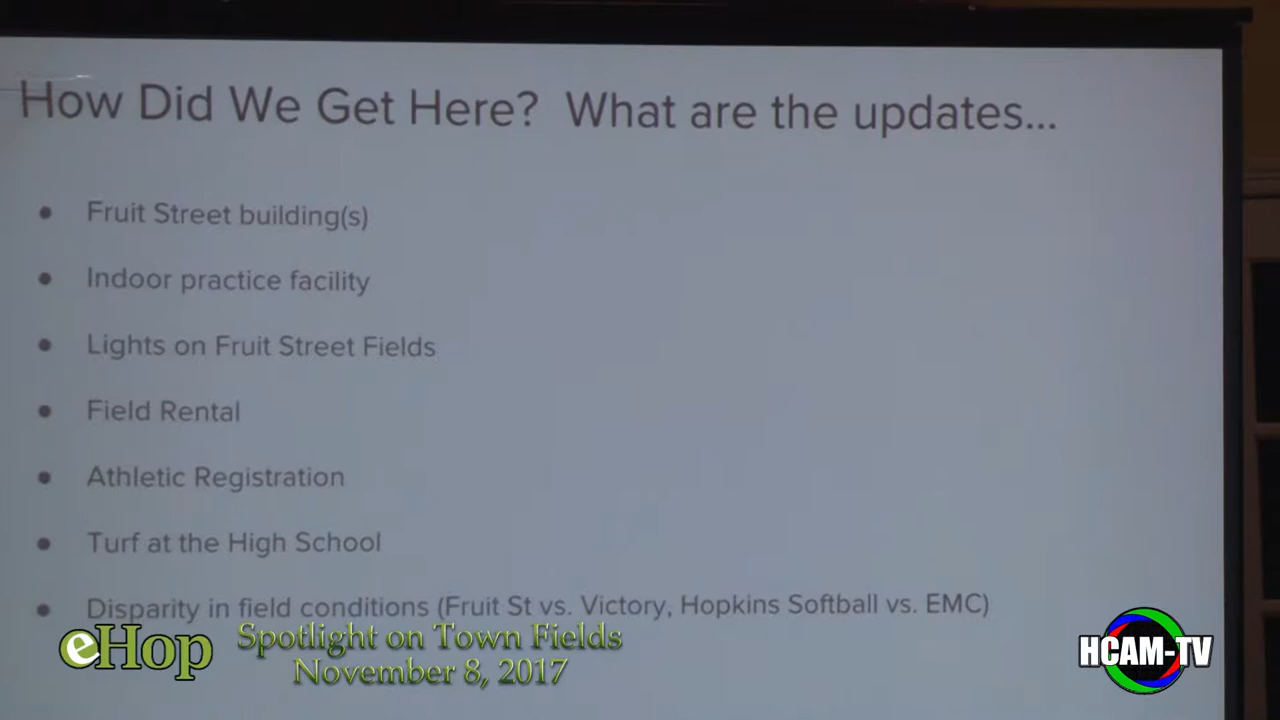 How Did We Get Here? What are the updates...
● Fruit Street building(s)
● Indoor practice facility
● Lights on Fruit Street Fields
● Field Rental
● Athletic Registration
● Turf at the High School
● Disparity in field conditions (Fruit St vs. Victory, Hopkins Softball vs. EMC)
eHop
Spotlight on Town Fields
November 8, 2017
HCAM-TV